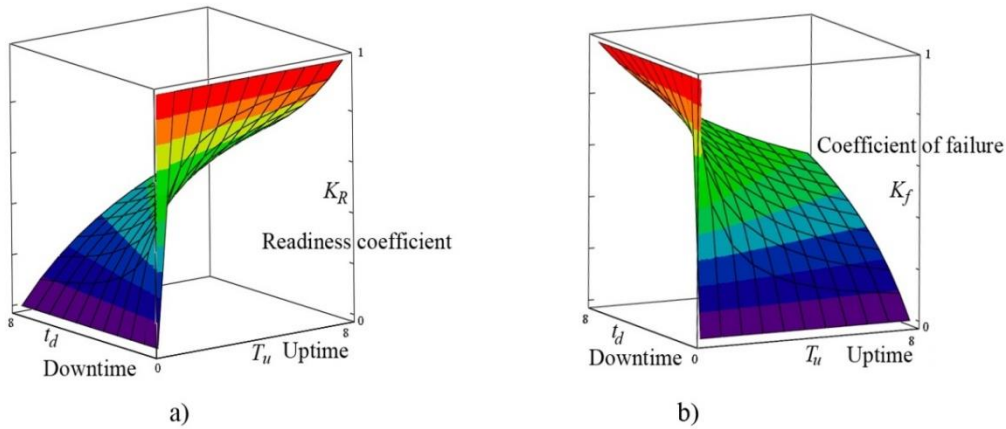 1
K_R
Readiness coefficient
8
t_d
Downtime
0
T_u Uptime
8
0
a)
1
Coefficient of failure
K_f
8
t_d
Downtime
0
T_u Uptime
8
0
b)